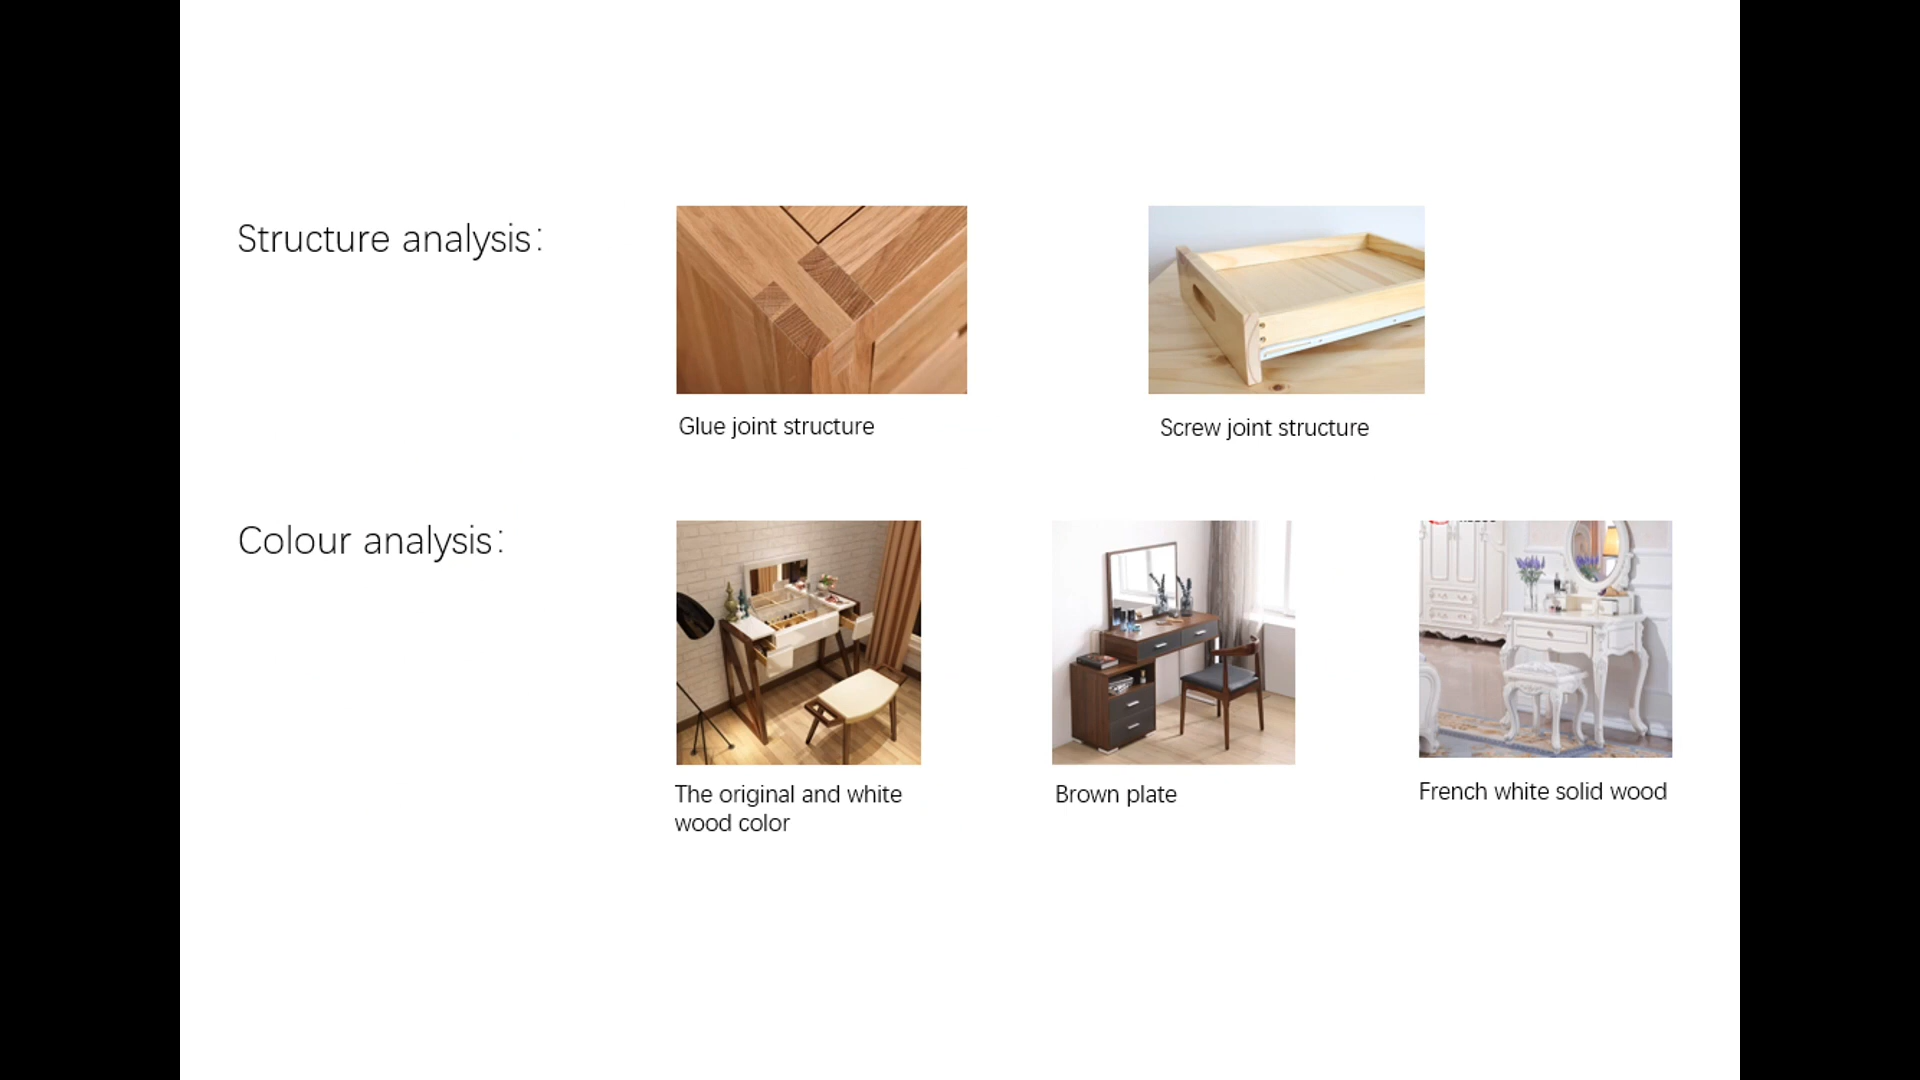 Structure analysis:
Glue joint structure
Screw joint structure
Colour analysis:
The original and white
wood color
Brown plate
French white solid wood